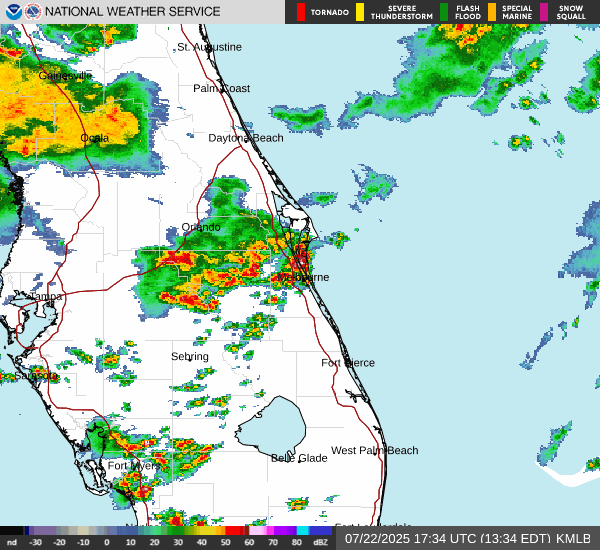 NATIONAL WEATHER SERVICE
TORNADO
SEVERE THUNDERSTORM
FLASH FLOOD
SPECIAL MARINE
SNOW SQUALL
St. Augustine
Gainesville
Palm Coast
Ocala
Daytona Beach
Orlando
Melbourne
Tampa
Sebring
Fort Pierce
Sarasota
West Palm Beach
Belle Glade
Fort Myers
nd -30 -20 -10 0 10 20 30 40 50 60 70 80 dBZ
07/22/2025 17:34 UTC (13:34 EDT) KMLB